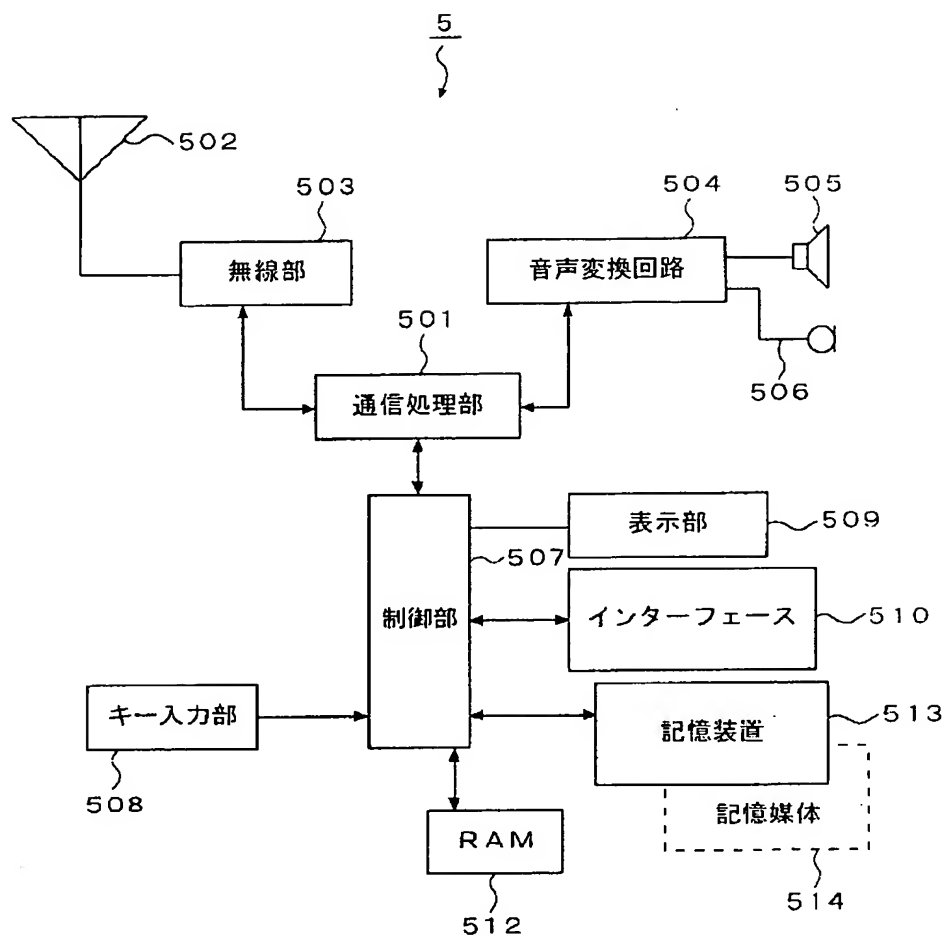 5
502
503
無線部
504
音声変換回路
505
506
501
通信処理部
表示部
509
507
制御部
インターフェース
510
キー入力部
508
記憶装置
513
記憶媒体
514
RAM
512